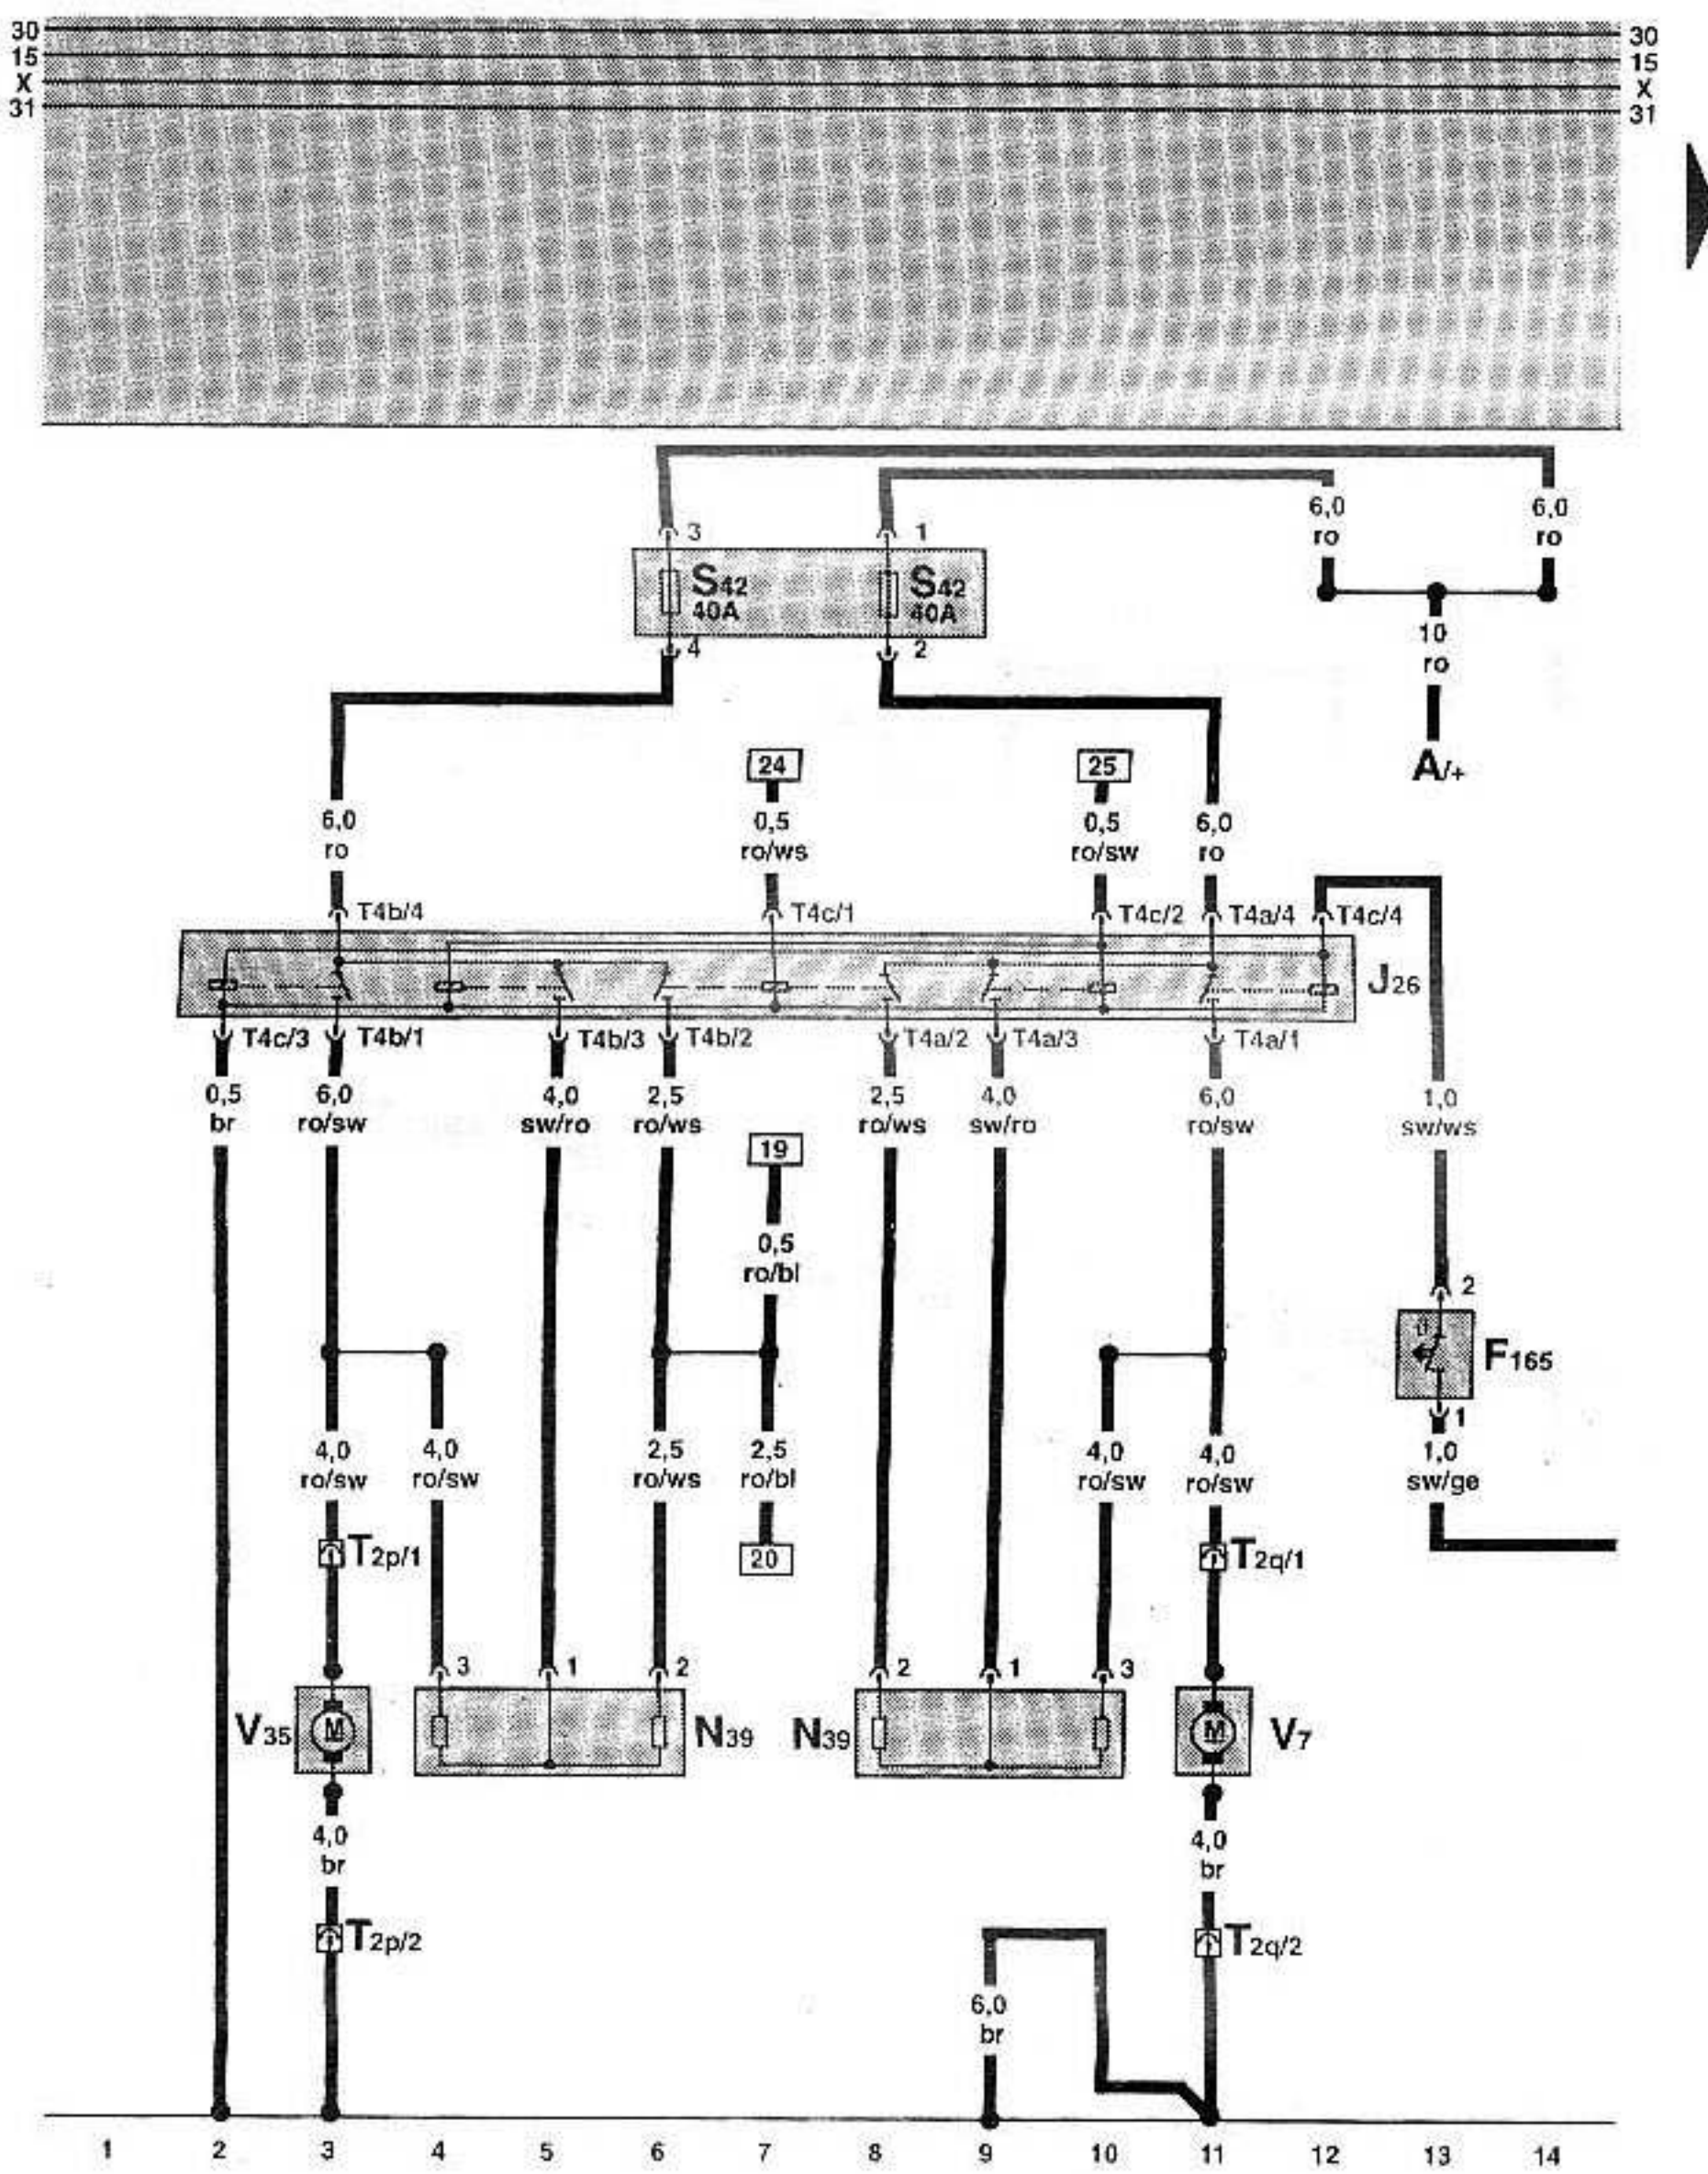 30 30
15 15
X X
31 31
6,0 6,0
ro ro
3 1
S42 S42
40A 40A
4 2
10
ro
A/+
24 25
6,0 0,5 0,5 6,0
ro ro/ws ro/sw ro
T4b/4 T4c/1 T4c/2 T4a/4 T4c/4
J26
T4c/3 T4b/1 T4b/3 T4b/2 T4a/2 T4a/3 T4a/1
0,5 6,0 4,0 2,5 2,5 4,0 6,0 1,0
br ro/sw sw/ro ro/ws ro/ws sw/ro ro/sw sw/ws
19
0,5
ro/bl
2
F165
1
4,0 4,0 2,5 2,5 4,0 4,0 1,0
ro/sw ro/sw ro/ws ro/bl ro/sw ro/sw sw/ge
T2p/1 20 T2q/1
3 1 2 2 1 3
V35 M N39 N39 M V7
4,0 4,0
br br
T2p/2 T2q/2
6,0
br
1 2 3 4 5 6 7 8 9 10 11 12 13 14